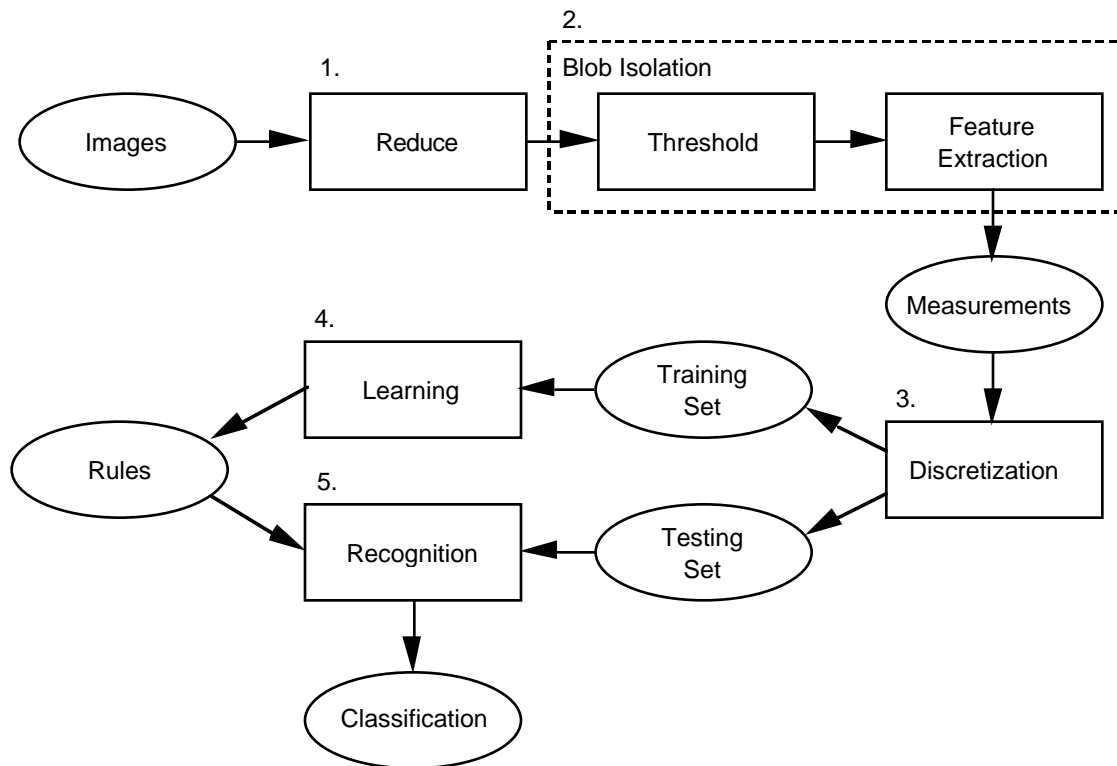 2.
1.
Blob Isolation
Images
Reduce
Threshold
Feature
Extraction
Measurements
4.
Learning
Training
Set
3.
Discretization
Rules
5.
Recognition
Testing
Set
Classification